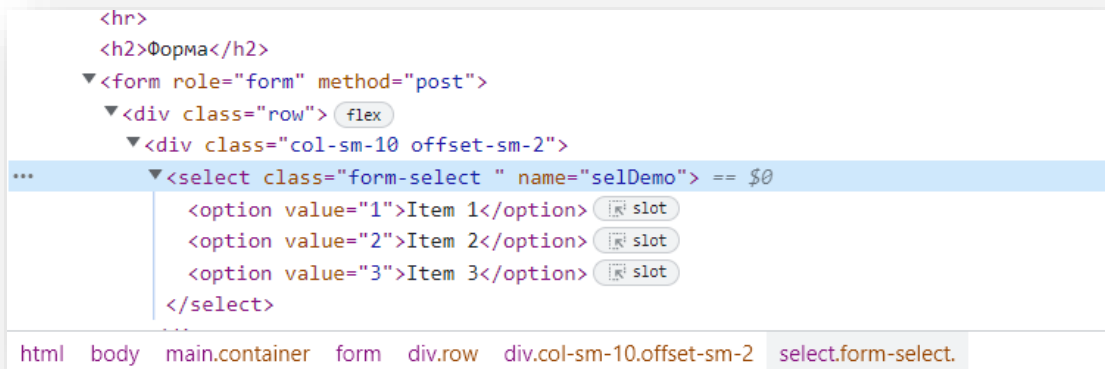 <hr>
<h2>Форма</h2>
▼<form role="form" method="post">
▼<div class="row"> flex
▼<div class="col-sm-10 offset-sm-2">
••• ▼<select class="form-select " name="selDemo"> == $0
<option value="1">Item 1</option> slot
<option value="2">Item 2</option> slot
<option value="3">Item 3</option> slot
</select>
html body main.container form div.row div.col-sm-10.offset-sm-2 select.form-select.